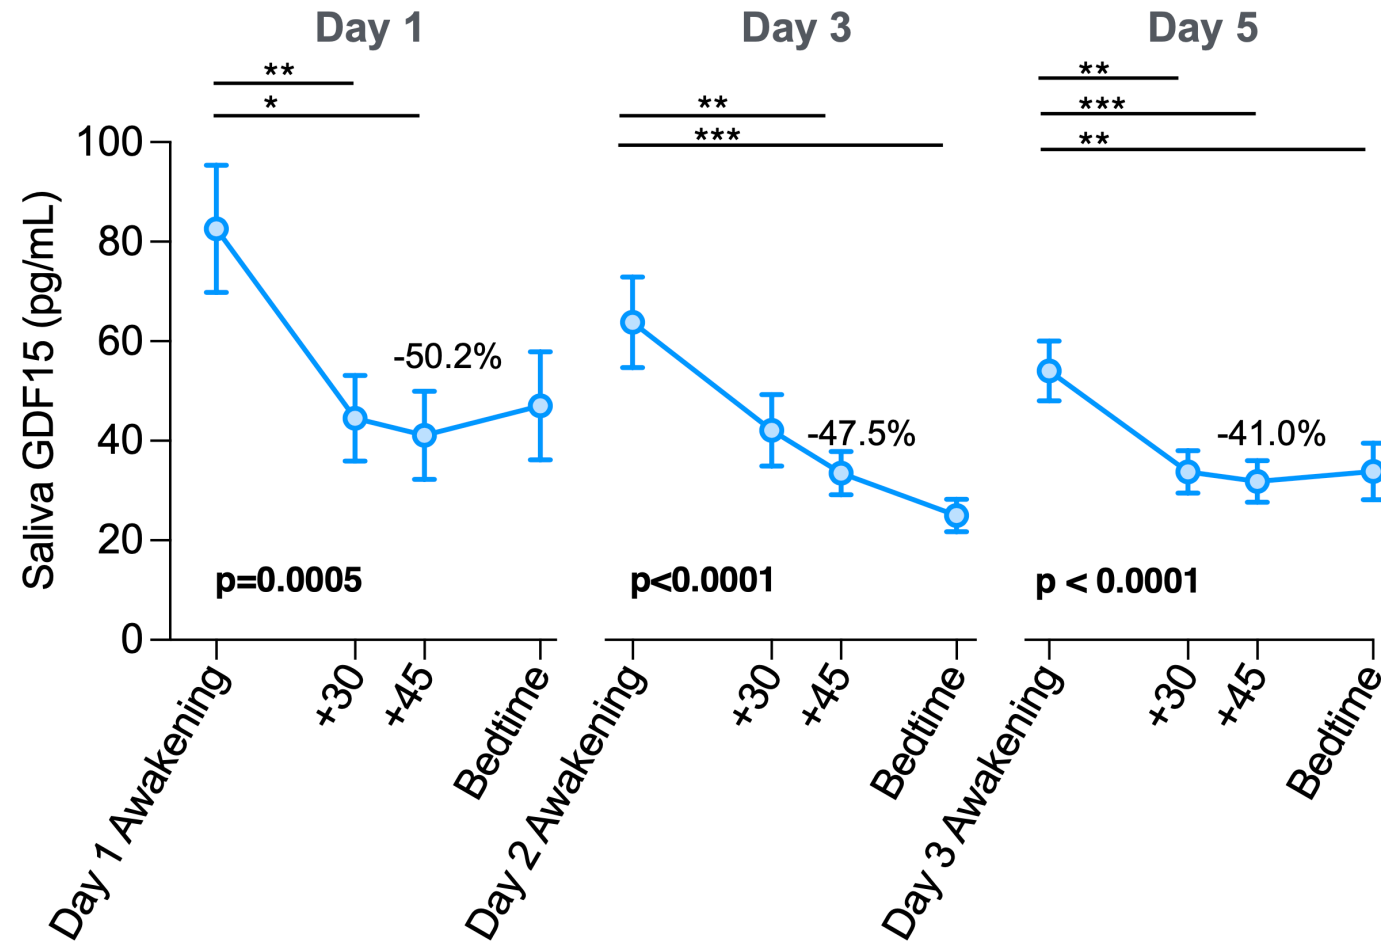 Day 1
Day 3
Day 5
**
*
**
***
**
***
**
Saliva GDF15 (pg/mL)
100
80
60
40
20
0
-50.2%
-47.5%
-41.0%
p=0.0005
p<0.0001
p < 0.0001
Day 1 Awakening
+30
+45
Bedtime
Day 2 Awakening
+30
+45
Bedtime
Day 3 Awakening
+30
+45
Bedtime